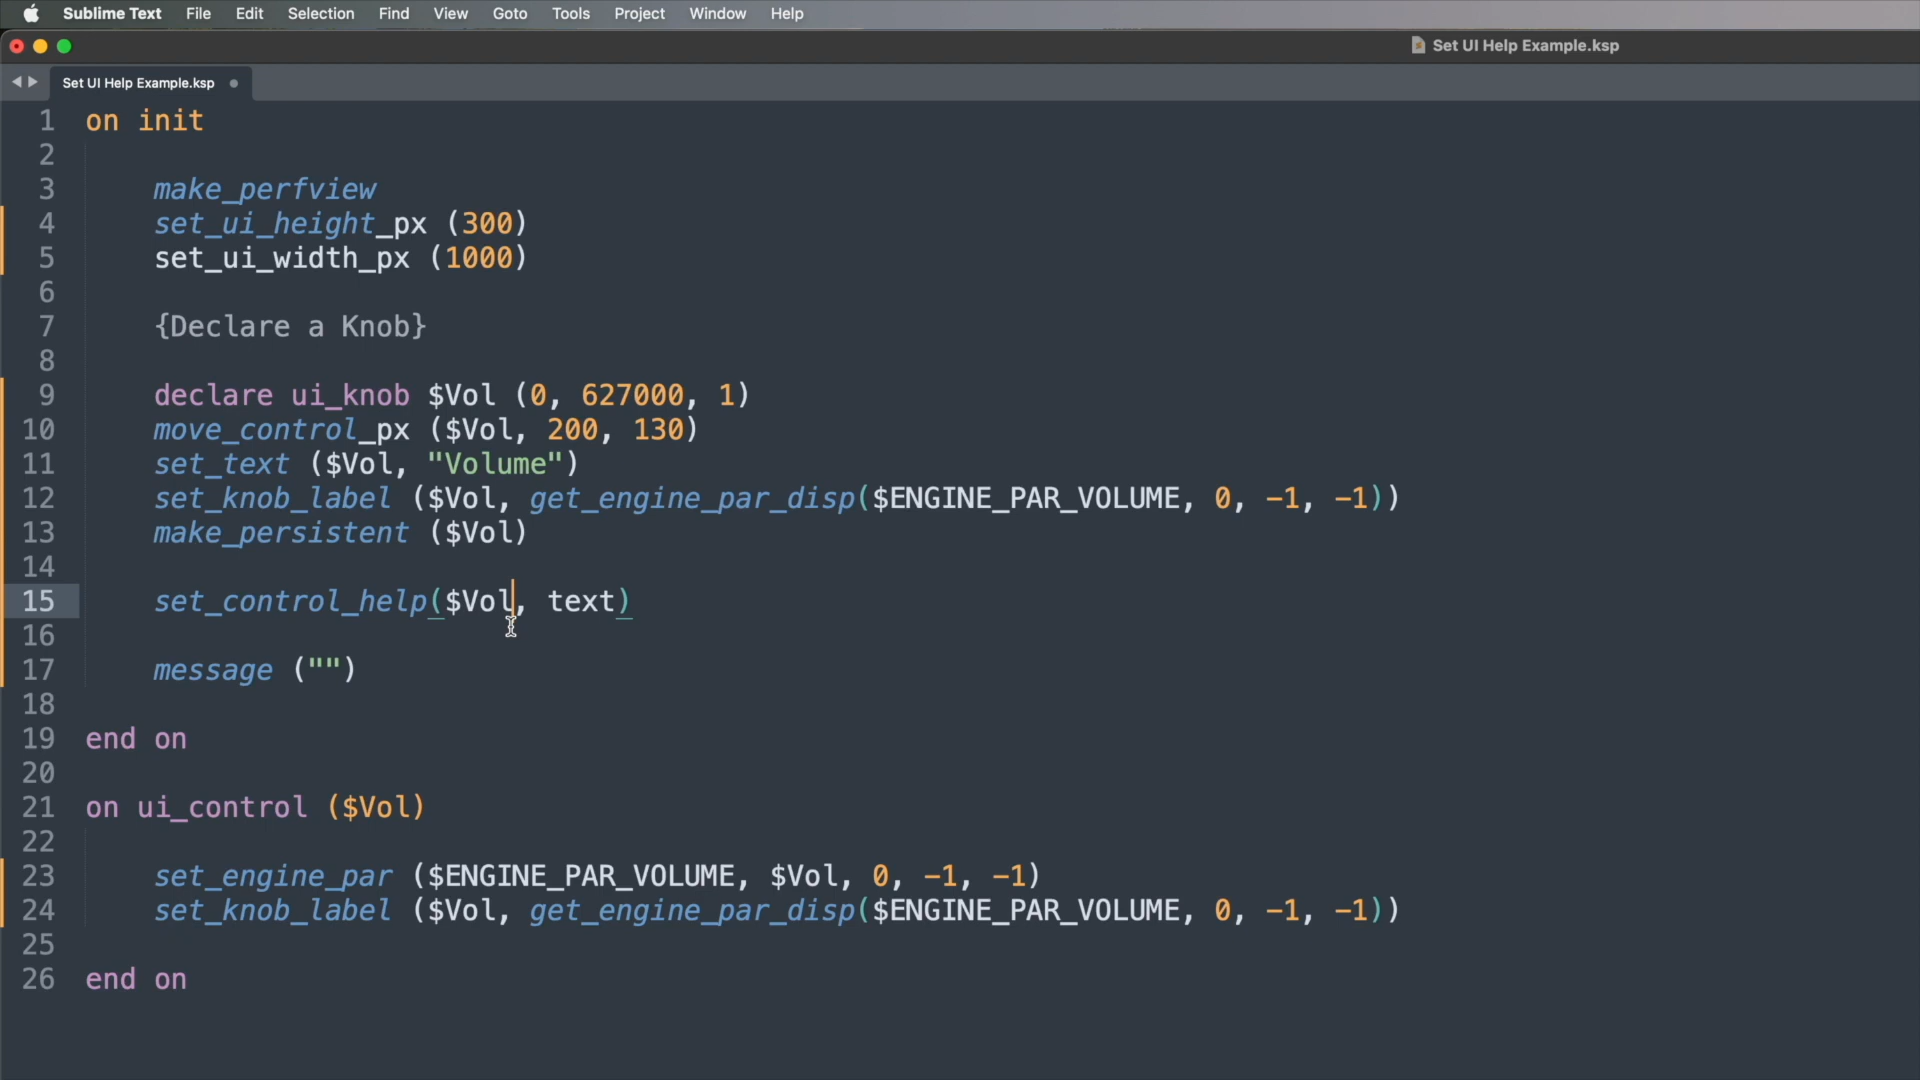 Sublime Text File Edit Selection Find View Goto Tools Project Window Help
Set UI Help Example.ksp
Set UI Help Example.ksp
1 on init
2
3 make_perfview
4 set_ui_height_px (300)
5 set_ui_width_px (1000)
6
7 {Declare a Knob}
8
9 declare ui_knob $Vol (0, 627000, 1)
10 move_control_px ($Vol, 200, 130)
11 set_text ($Vol, "Volume")
12 set_knob_label ($Vol, get_engine_par_disp($ENGINE_PAR_VOLUME, 0, -1, -1))
13 make_persistent ($Vol)
14
15 set_control_help($Vol, text)
16
17 message ("")
18
19 end on
20
21 on ui_control ($Vol)
22
23 set_engine_par ($ENGINE_PAR_VOLUME, $Vol, 0, -1, -1)
24 set_knob_label ($Vol, get_engine_par_disp($ENGINE_PAR_VOLUME, 0, -1, -1))
25
26 end on